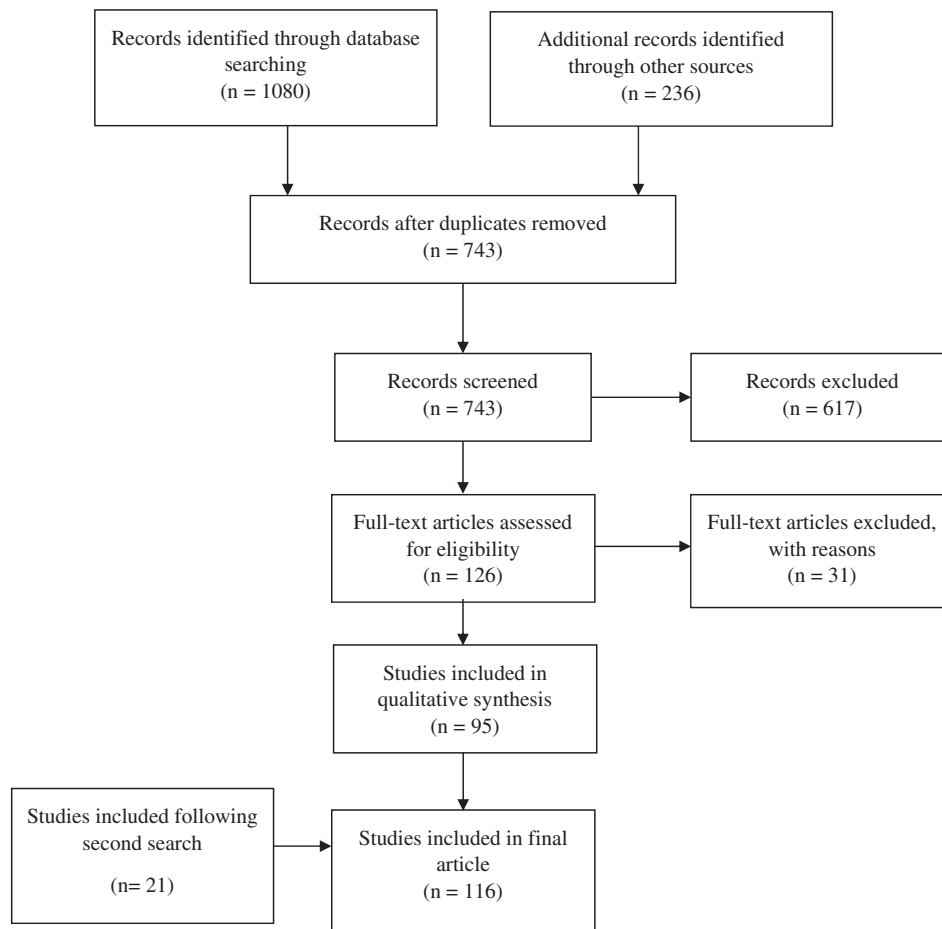 Records identified through database
searching
(n = 1080)
Additional records identified
through other sources
(n = 236)
Records after duplicates removed
(n = 743)
Records screened
(n = 743)
Records excluded
(n = 617)
Full-text articles assessed
for eligibility
(n = 126)
Full-text articles excluded,
with reasons
(n = 31)
Studies included in
qualitative synthesis
(n = 95)
Studies included following
second search
(n= 21)
Studies included in final
article
(n = 116)